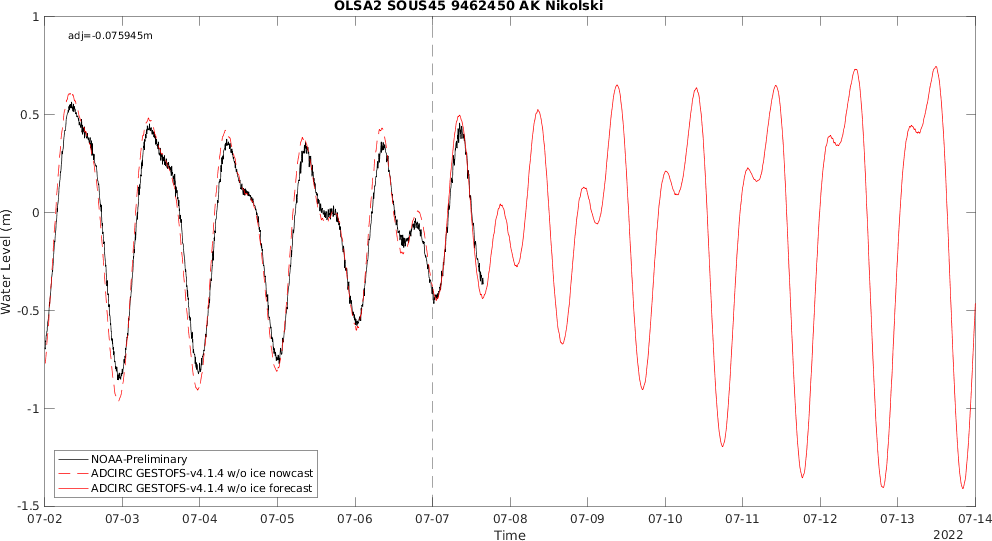 OLSA2 SOUS45 9462450 AK Nikolski
adj=-0.075945m
1
0.5
0
-0.5
-1
-1.5
Water Level (m)
NOAA-Preliminary
ADCIRC GESTOFS-v4.1.4 w/o ice nowcast
ADCIRC GESTOFS-v4.1.4 w/o ice forecast
07-02 07-03 07-04 07-05 07-06 07-07 07-08 07-09 07-10 07-11 07-12 07-13 07-14
Time
2022